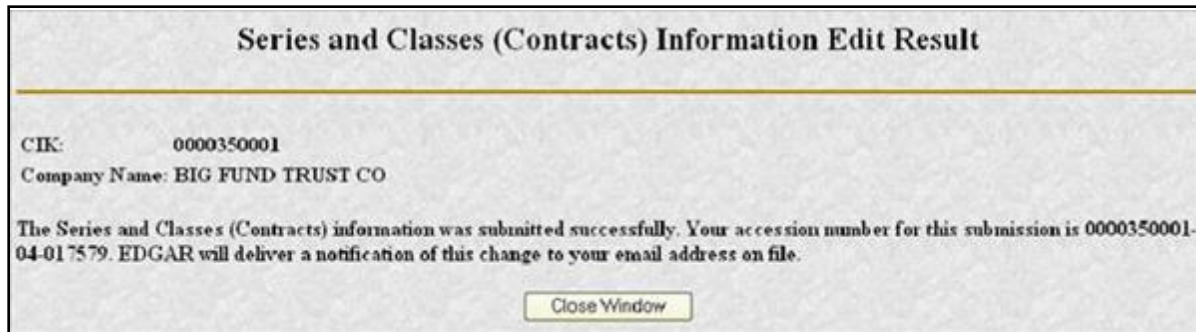 Series and Classes (Contracts) Information Edit Result
CIK: 0000350001
Company Name: BIG FUND TRUST CO
The Series and Classes (Contracts) information was submitted successfully. Your accession number for this submission is 0000350001-
04-017579. EDGAR will deliver a notification of this change to your email address on file.
Close Window